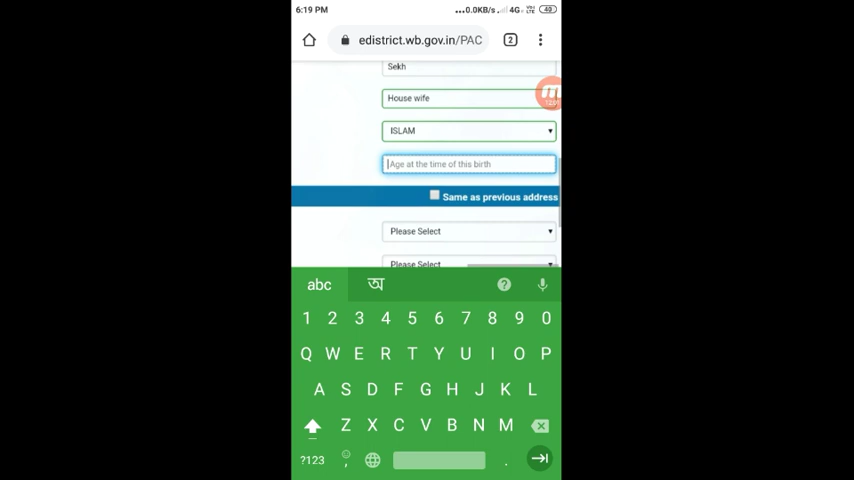 6:19 PM ...0.0KB/s 4G 49
edistrict.wb.gov.in/PAC 2
Sekh
House wife
12:01
ISLAM
Age at the time of this birth
Same as previous address
Please Select
Please Select
abc অ ?
1 2 3 4 5 6 7 8 9 0
Q W E R T Y U I O P
A S D F G H J K L
Z X C V B N M
?123 , .